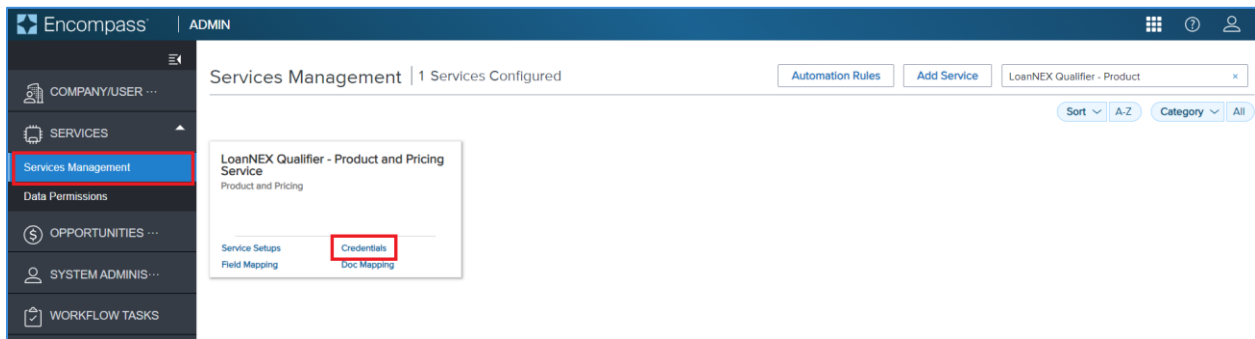 Encompass | ADMIN
Services Management | 1 Services Configured
Automation Rules
Add Service
LoanNEX Qualifier - Product ×
Sort A-Z
Category All
COMPANY/USER ···
SERVICES
Services Management
Data Permissions
OPPORTUNITIES ···
SYSTEM ADMINIS···
WORKFLOW TASKS
LoanNEX Qualifier - Product and Pricing
Service
Product and Pricing
Service Setups
Credentials
Field Mapping
Doc Mapping